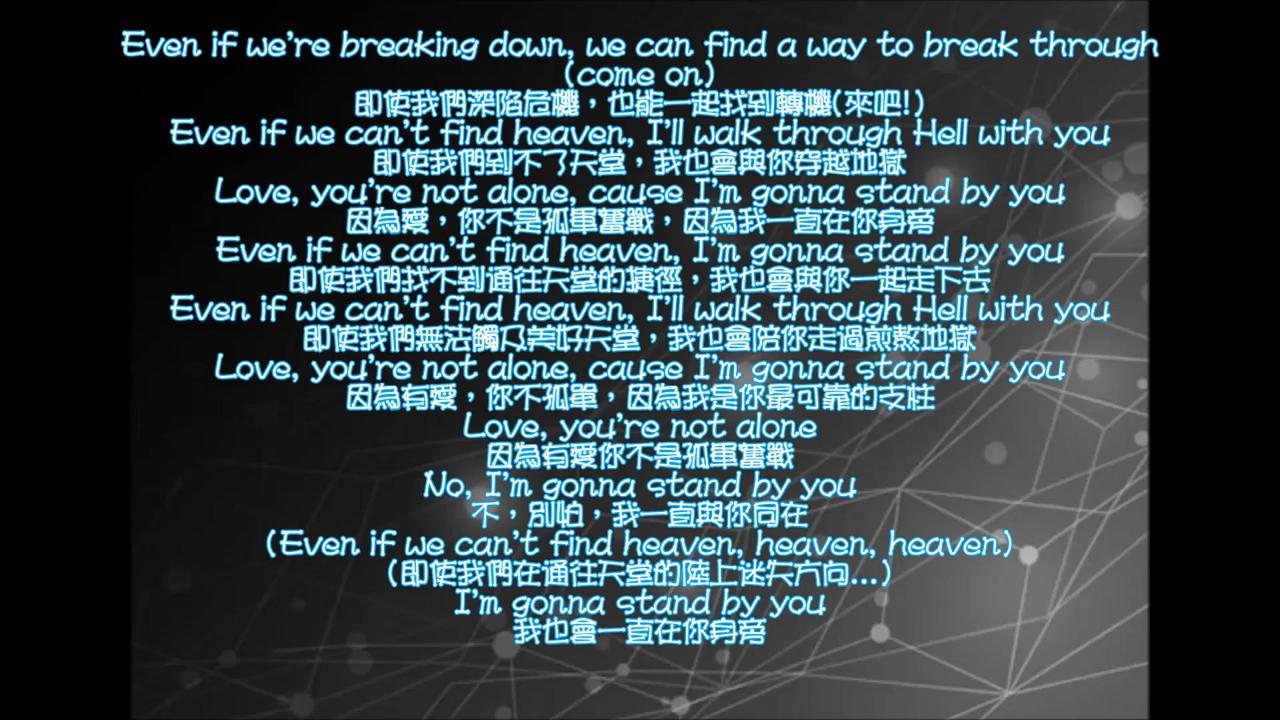 Even if we're breaking down, we can find a way to break through
(come on)
即使我們深陷危機，也能一起找到轉機(來吧!)
Even if we can't find heaven, I'll walk through Hell with you
即使我們到不了天堂，我也會與你穿越地獄
Love, you're not alone, cause I'm gonna stand by you
因為愛，你不是孤軍奮戰，因為我一直在你身旁
Even if we can't find heaven, I'm gonna stand by you
即使我們找不到通往天堂的捷徑，我也會與你一起走下去
Even if we can't find heaven, I'll walk through Hell with you
即使我們無法觸及美好天堂，我也會陪你走過煎熬地獄
Love, you're not alone, cause I'm gonna stand by you
因為有愛，你不孤單，因為我是你最可靠的支柱
Love, you're not alone
因為有愛你不是孤軍奮戰
No, I'm gonna stand by you
不，別怕，我一直與你同在
(Even if we can't find heaven, heaven, heaven)
(即使我們在通往天堂的陸上迷失方向...)
I'm gonna stand by you
我也會一直在你身旁